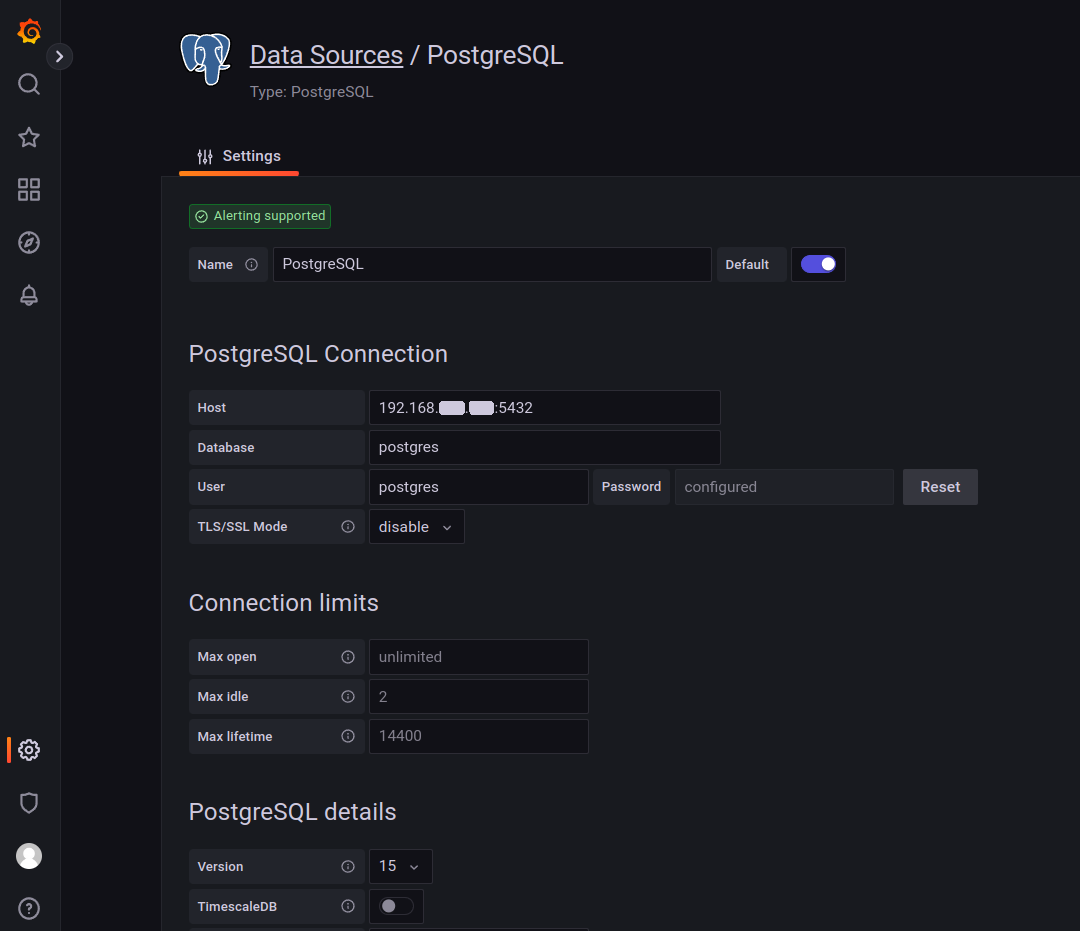 Data Sources / PostgreSQL
Type: PostgreSQL
Settings
Alerting supported
Name PostgreSQL Default
PostgreSQL Connection
Host 192.168. . :5432
Database postgres
User postgres Password configured Reset
TLS/SSL Mode disable
Connection limits
Max open unlimited
Max idle 2
Max lifetime 14400
PostgreSQL details
Version 15
TimescaleDB